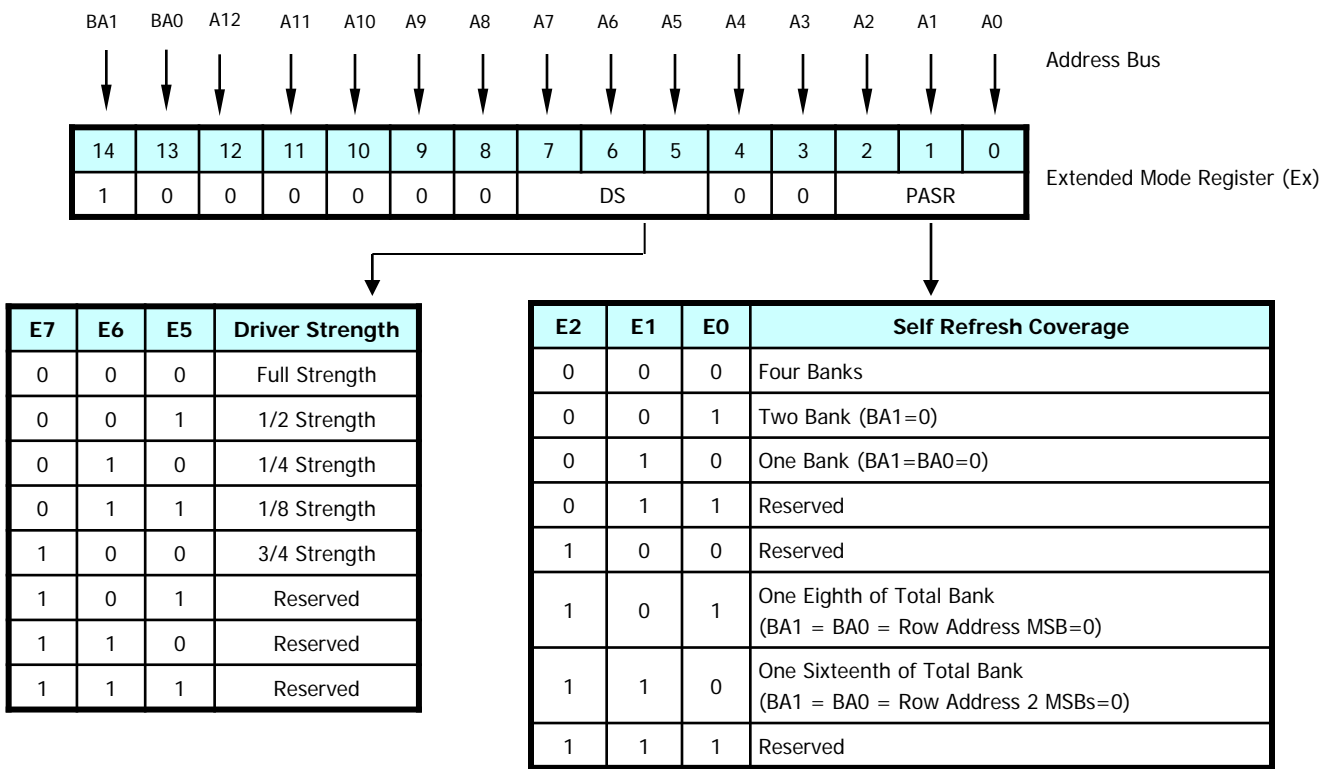 BA1 BA0 A12 A11 A10 A9 A8 A7 A6 A5 A4 A3 A2 A1 A0
Address Bus
14 13 12 11 10 9 8 7 6 5 4 3 2 1 0
1 0 0 0 0 0 0 DS 0 0 PASR
Extended Mode Register (Ex)
E7 E6 E5 Driver Strength
0 0 0 Full Strength
0 0 1 1/2 Strength
0 1 0 1/4 Strength
0 1 1 1/8 Strength
1 0 0 3/4 Strength
1 0 1 Reserved
1 1 0 Reserved
1 1 1 Reserved
E2 E1 E0 Self Refresh Coverage
0 0 0 Four Banks
0 0 1 Two Bank (BA1=0)
0 1 0 One Bank (BA1=BA0=0)
0 1 1 Reserved
1 0 0 Reserved
1 0 1 One Eighth of Total Bank
(BA1 = BA0 = Row Address MSB=0)
1 1 0 One Sixteenth of Total Bank
(BA1 = BA0 = Row Address 2 MSBs=0)
1 1 1 Reserved